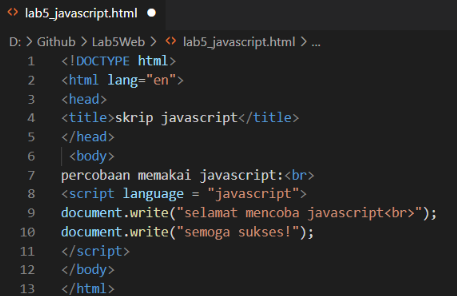 lab5_javascript.html
D: > Github > Lab5Web > lab5_javascript.html > ...
1 <!DOCTYPE html>
2 <html lang="en">
3 <head>
4 <title>skrip javascript</title>
5 </head>
6 <body>
7 percobaan memakai javascript:<br>
8 <script language = "javascript">
9 document.write("selamat mencoba javascript<br>");
10 document.write("semoga sukses!");
11 </script>
12 </body>
13 </html>